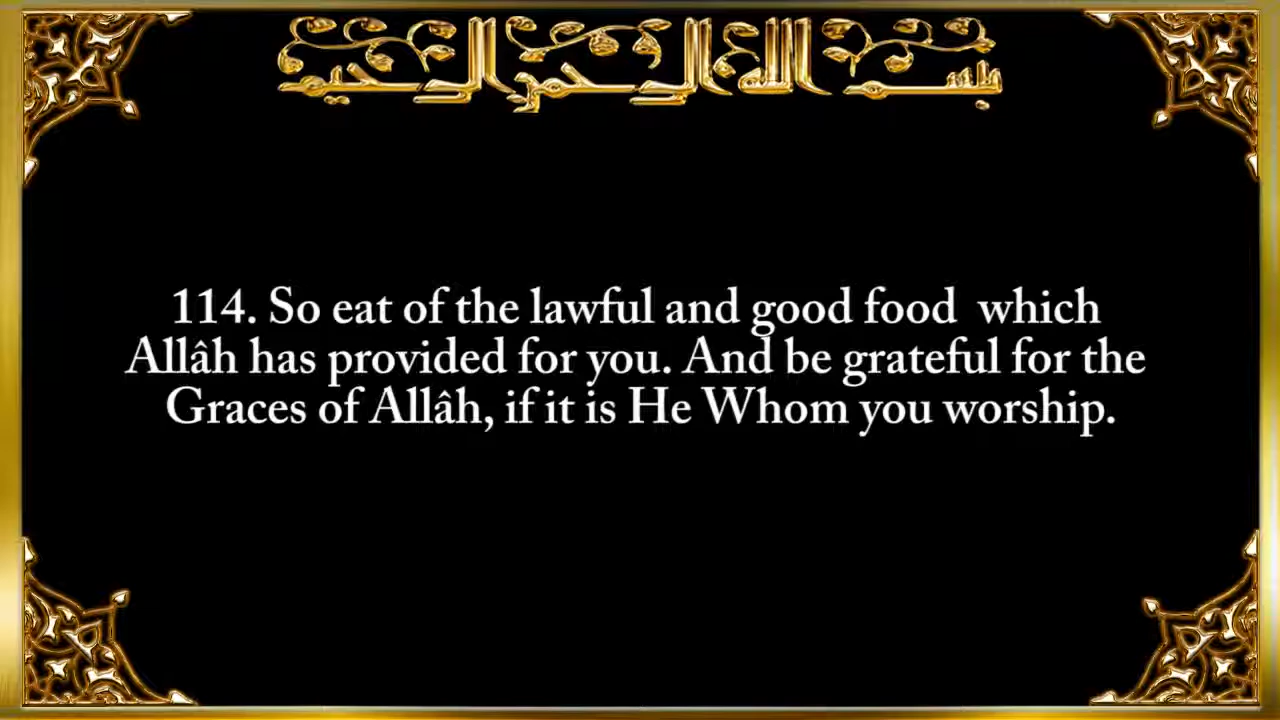 بسم الله الرحمن الرحيم
114. So eat of the lawful and good food  which
Allâh has provided for you. And be grateful for the
Graces of Allâh, if it is He Whom you worship.